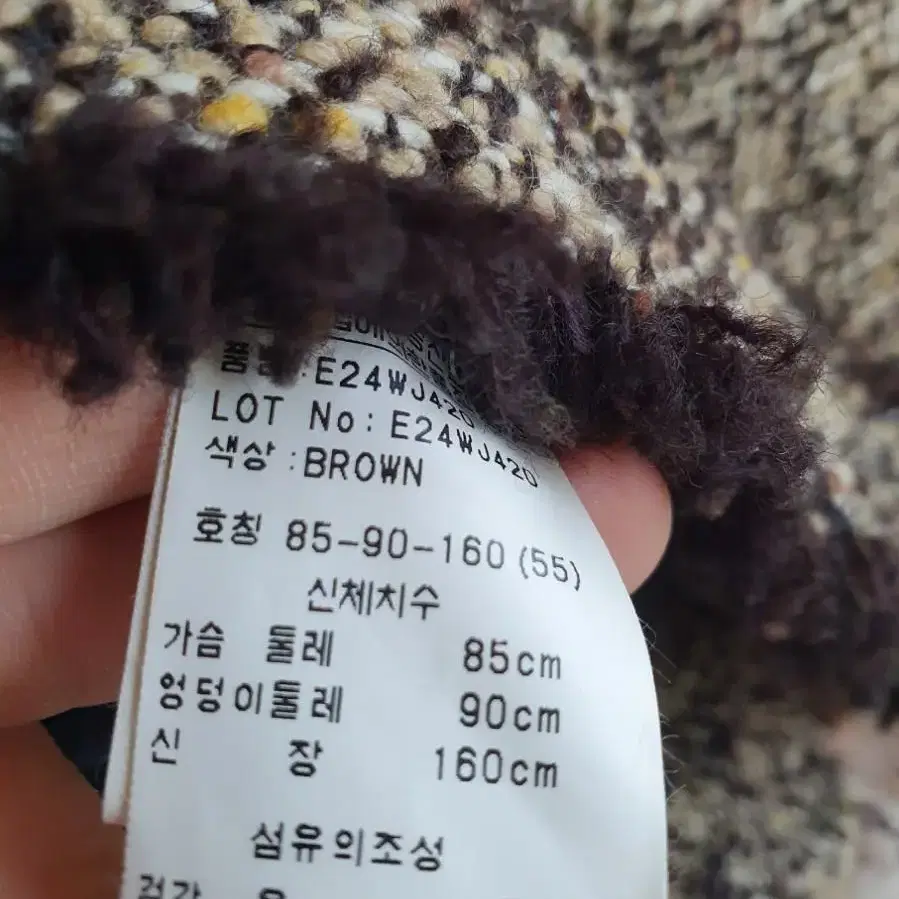 품번:E24WJ420
LOT No:E24WJ420
색상:BROWN
호칭 85-90-160(55)
신체치수
가슴 둘레 85cm
엉덩이둘레 90cm
신 장 160cm
섬유의조성